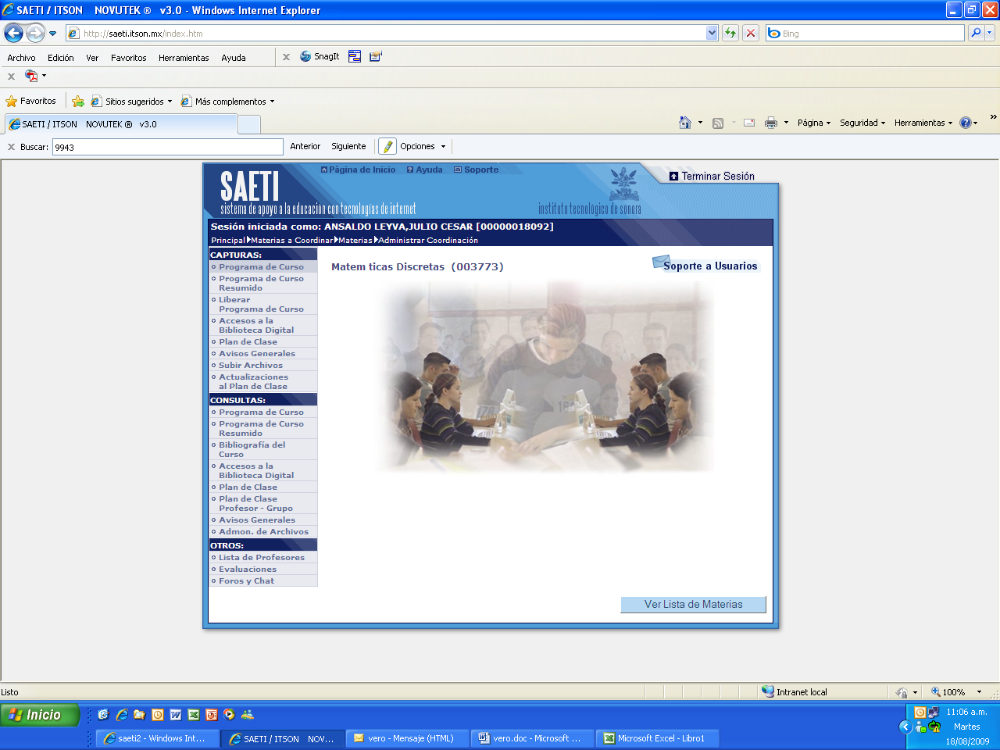 SAETI / ITSON NOVUTEK ® v3.0 - Windows Internet Explorer
http://saeti.itson.mx/index.htm
Bing
Archivo Edición Ver Favoritos Herramientas Ayuda
SnagIt
Favoritos Sitios sugeridos Más complementos
SAETI / ITSON NOVUTEK ® v3.0
Página Seguridad Herramientas
Buscar: 9943 Anterior Siguiente Opciones
Página de Inicio Ayuda Soporte
Terminar Sesión
SAETI
sistema de apoyo a la educación con tecnologías de internet
instituto tecnológico de sonora
Sesión iniciada como: ANSALDO LEYVA,JULIO CESAR [00000018092]
Principal Materias a Coordinar Materias Administrar Coordinación
CAPTURAS:
Programa de Curso
Programa de Curso
Resumido
Liberar
Programa de Curso
Accesos a la
Biblioteca Digital
Plan de Clase
Avisos Generales
Subir Archivos
Actualizaciones
al Plan de Clase
CONSULTAS:
Programa de Curso
Programa de Curso
Resumido
Bibliografía del
Curso
Accesos a la
Biblioteca Digital
Plan de Clase
Plan de Clase
Profesor - Grupo
Avisos Generales
Admon. de Archivos
OTROS:
Lista de Profesores
Evaluaciones
Foros y Chat
Matem ticas Discretas (003773)
Soporte a Usuarios
178
Ver Lista de Materias
Listo
Intranet local
100%
Inicio
saeti2 - Windows Int...
SAETI / ITSON NOV...
vero - Mensaje (HTML)
vero.doc - Microsoft ...
Microsoft Excel - Libro1
11:06 a.m.
Martes
18/08/2009